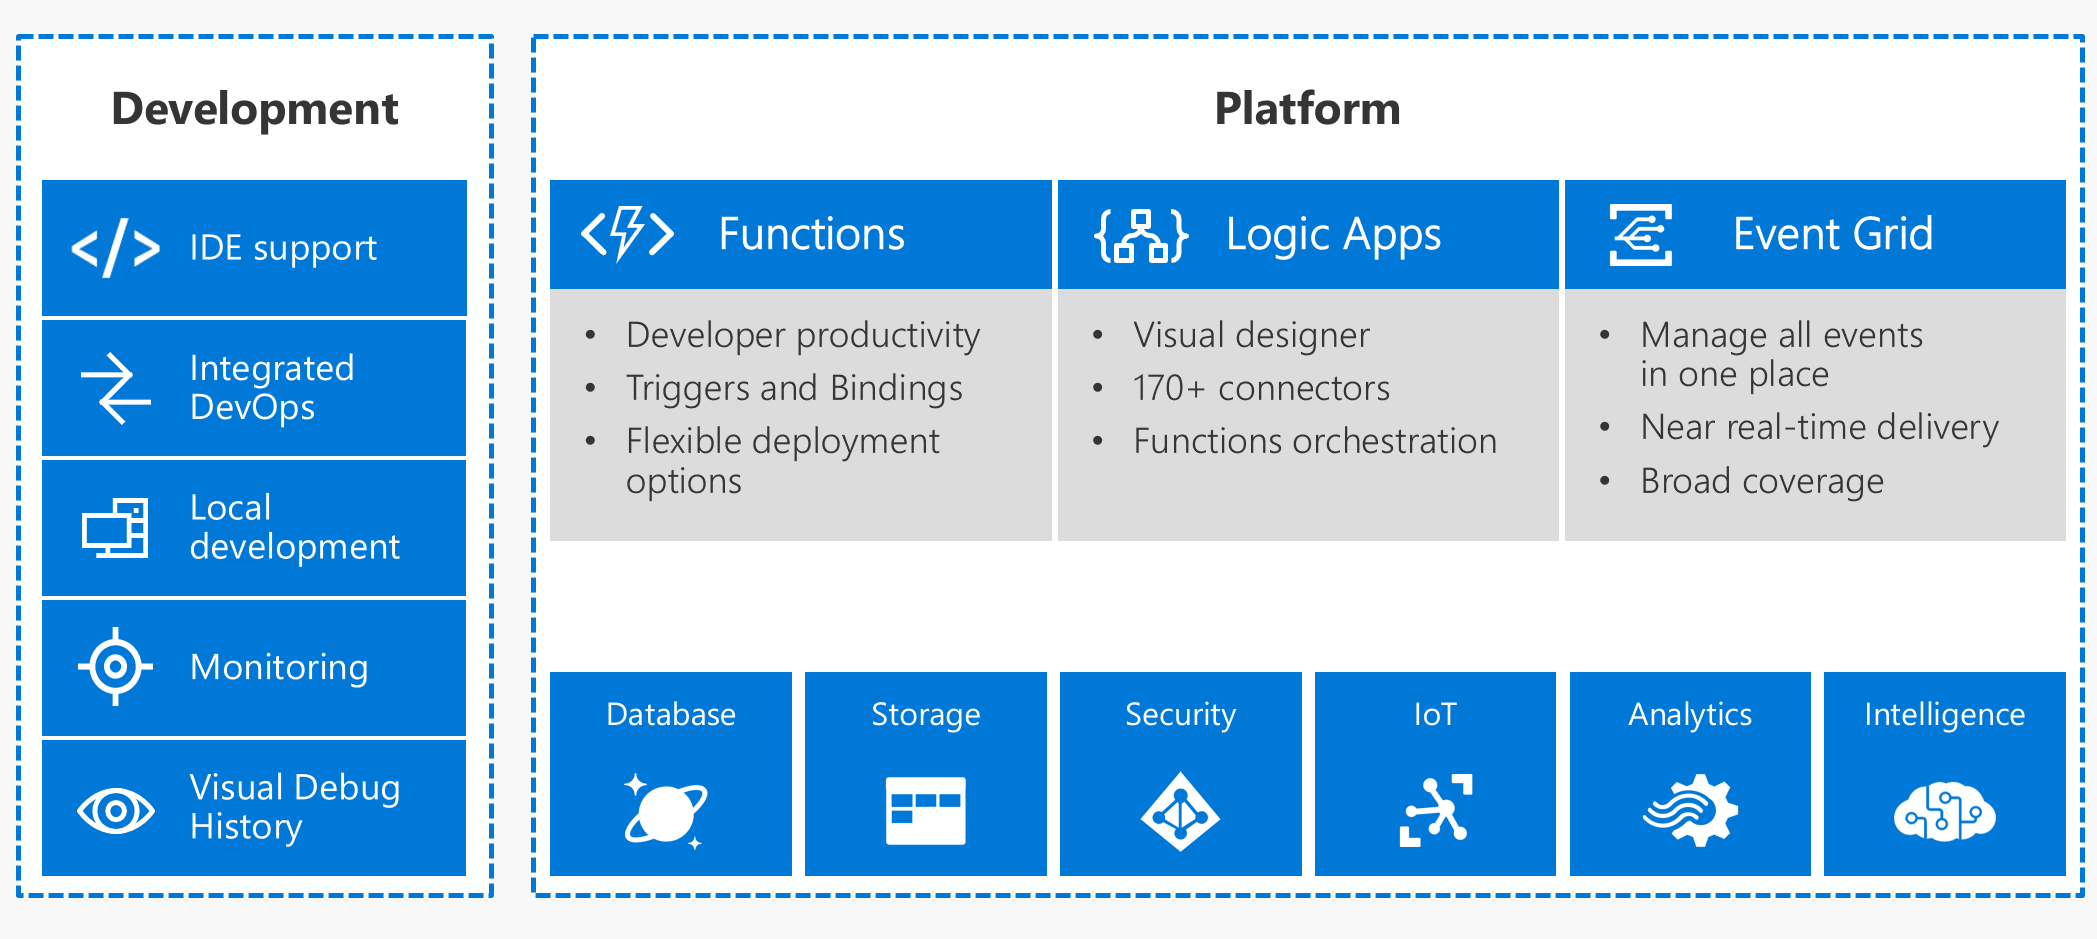 Development
IDE support
Integrated
DevOps
Local
development
Monitoring
Visual Debug
History
Platform
Functions
• Developer productivity
• Triggers and Bindings
• Flexible deployment
options
Logic Apps
• Visual designer
• 170+ connectors
• Functions orchestration
Event Grid
• Manage all events
in one place
• Near real-time delivery
• Broad coverage
Database
Storage
Security
IoT
Analytics
Intelligence